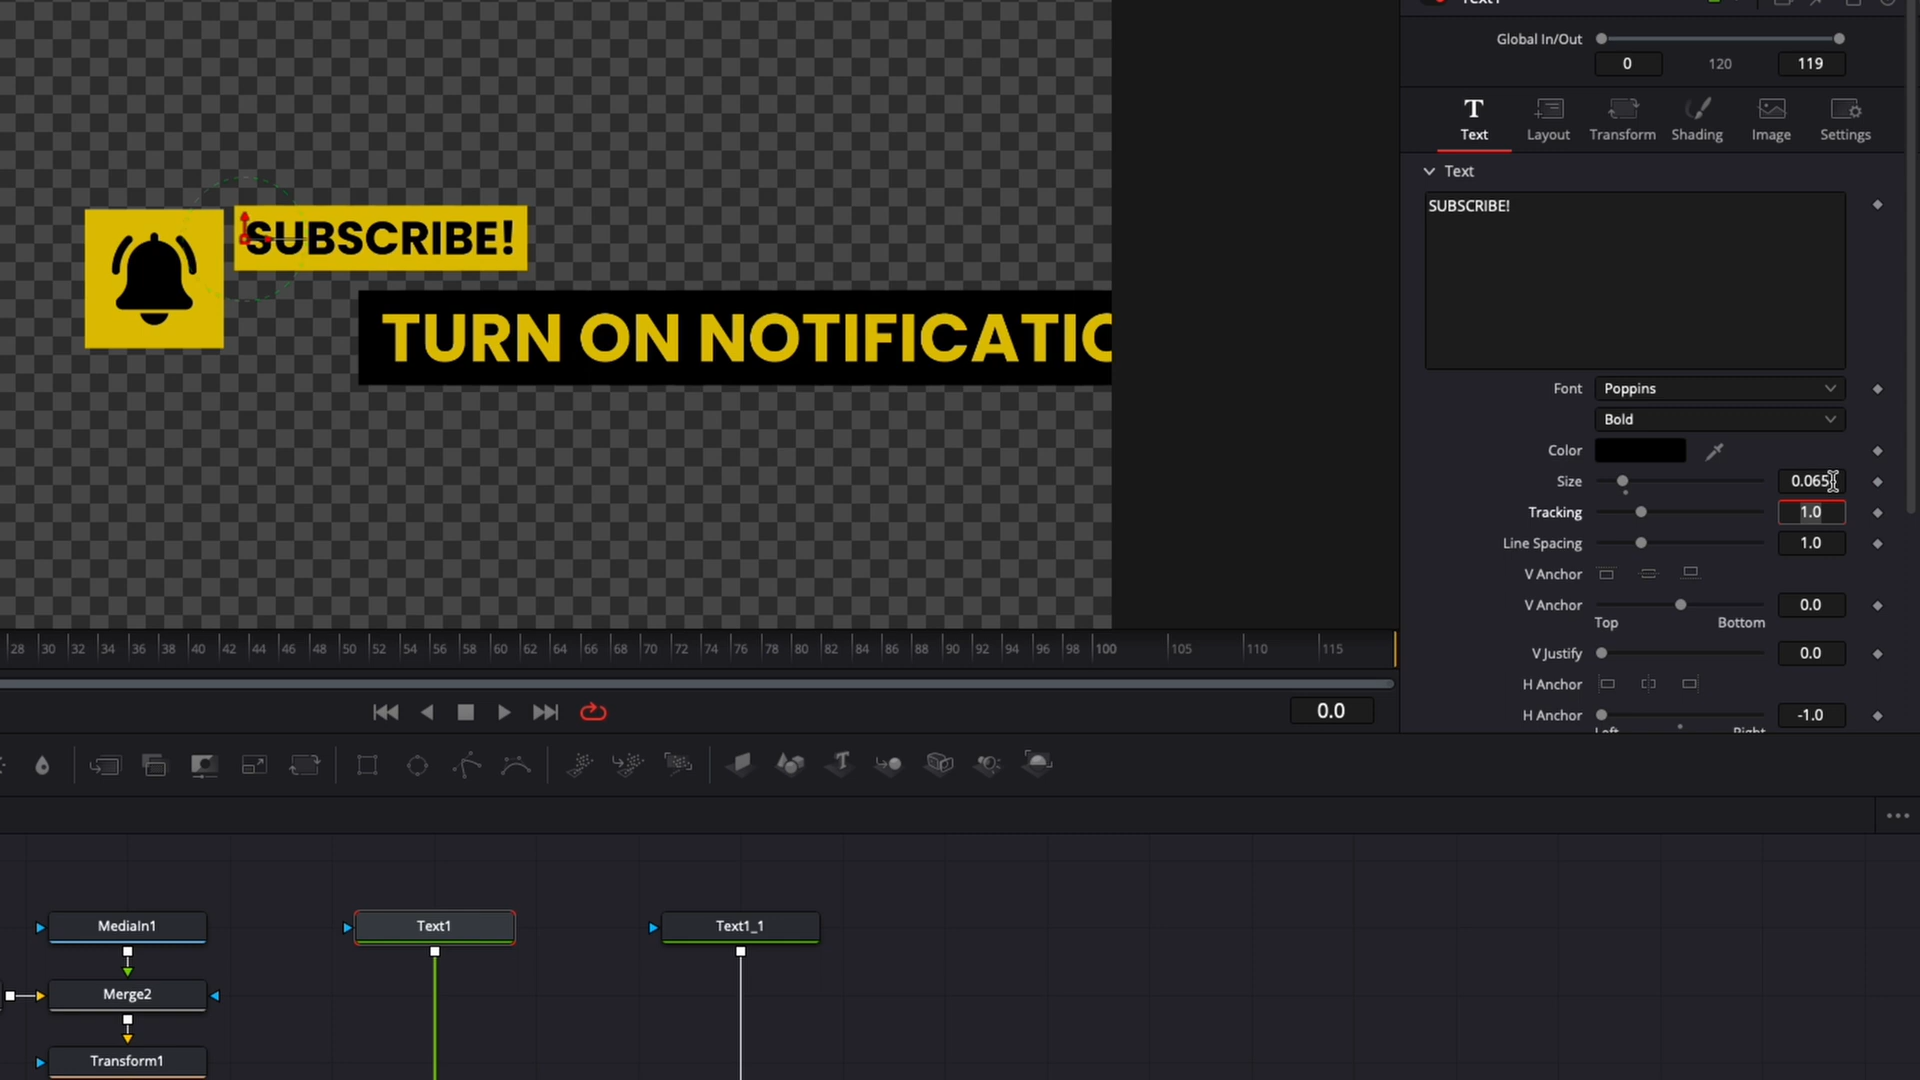 Text1
Global In/Out
0
120
119
T
Text
Layout
Transform
Shading
Image
Settings
Text
SUBSCRIBE!
SUBSCRIBE!
TURN ON NOTIFICATIO
Font
Poppins
Bold
Color
Size
0.065
Tracking
1.0
Line Spacing
1.0
V Anchor
V Anchor
0.0
Top
Bottom
V Justify
0.0
H Anchor
H Anchor
-1.0
Left
Right
28 30 32 34 36 38 40 42 44 46 48 50 52 54 56 58 60 62 64 66 68 70 72 74 76 78 80 82 84 86 88 90 92 94 96 98 100 105 110 115
0.0
T
MediaIn1
Text1
Text1_1
Merge2
Transform1